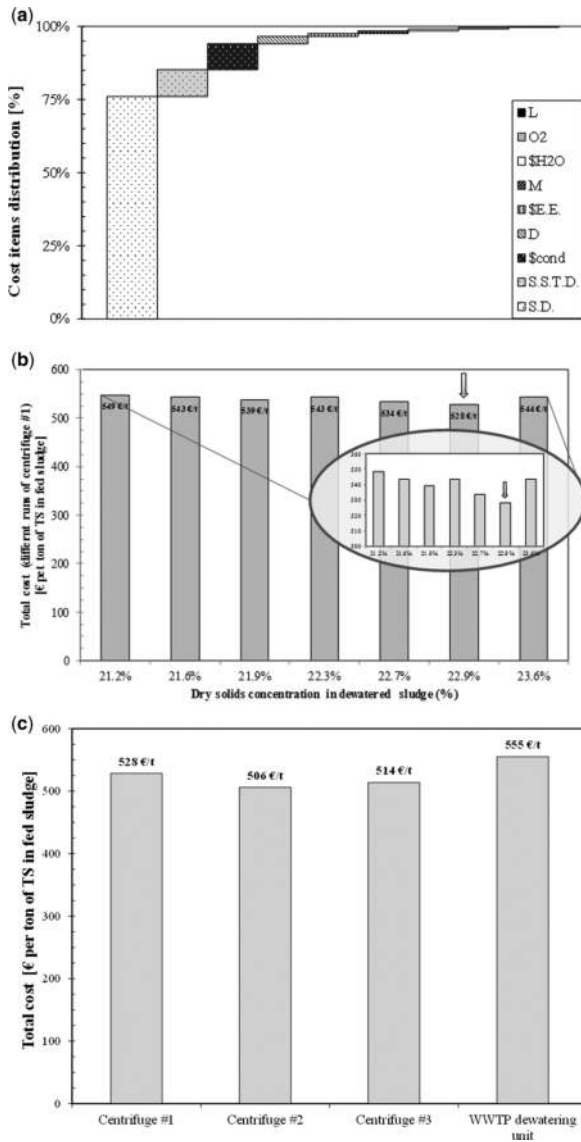 (a)
100%
75%
50%
25%
0%
Cost items distribution [%]
L
O2
$H2O
M
$E.E.
D
$cond
S.S.T.D.
S.D.
(b)
600
500
400
300
200
100
0
Total cost (differnt runs of centrifuge #1)
[€ per ton of TS in fed sludge]
543 €/t
543 €/t
534 €/t
528 €/t
544 €/t
21.2%
21.6%
21.9%
22.3%
22.7%
22.9%
23.6%
Dry solids concentration in dewatered sludge (%)
(c)
600
500
400
300
200
100
0
Total cost [€ per ton of TS in fed sludge]
528 €/t
506 €/t
514 €/t
555 €/t
Centrifuge #1
Centrifuge #2
Centrifuge #3
WWTP dewatering
unit